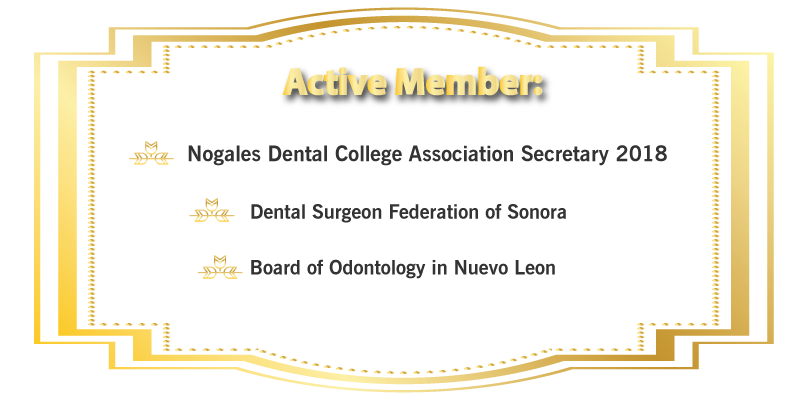 Active Member:
Nogales Dental College Association Secretary 2018
Dental Surgeon Federation of Sonora
Board of Odontology in Nuevo Leon